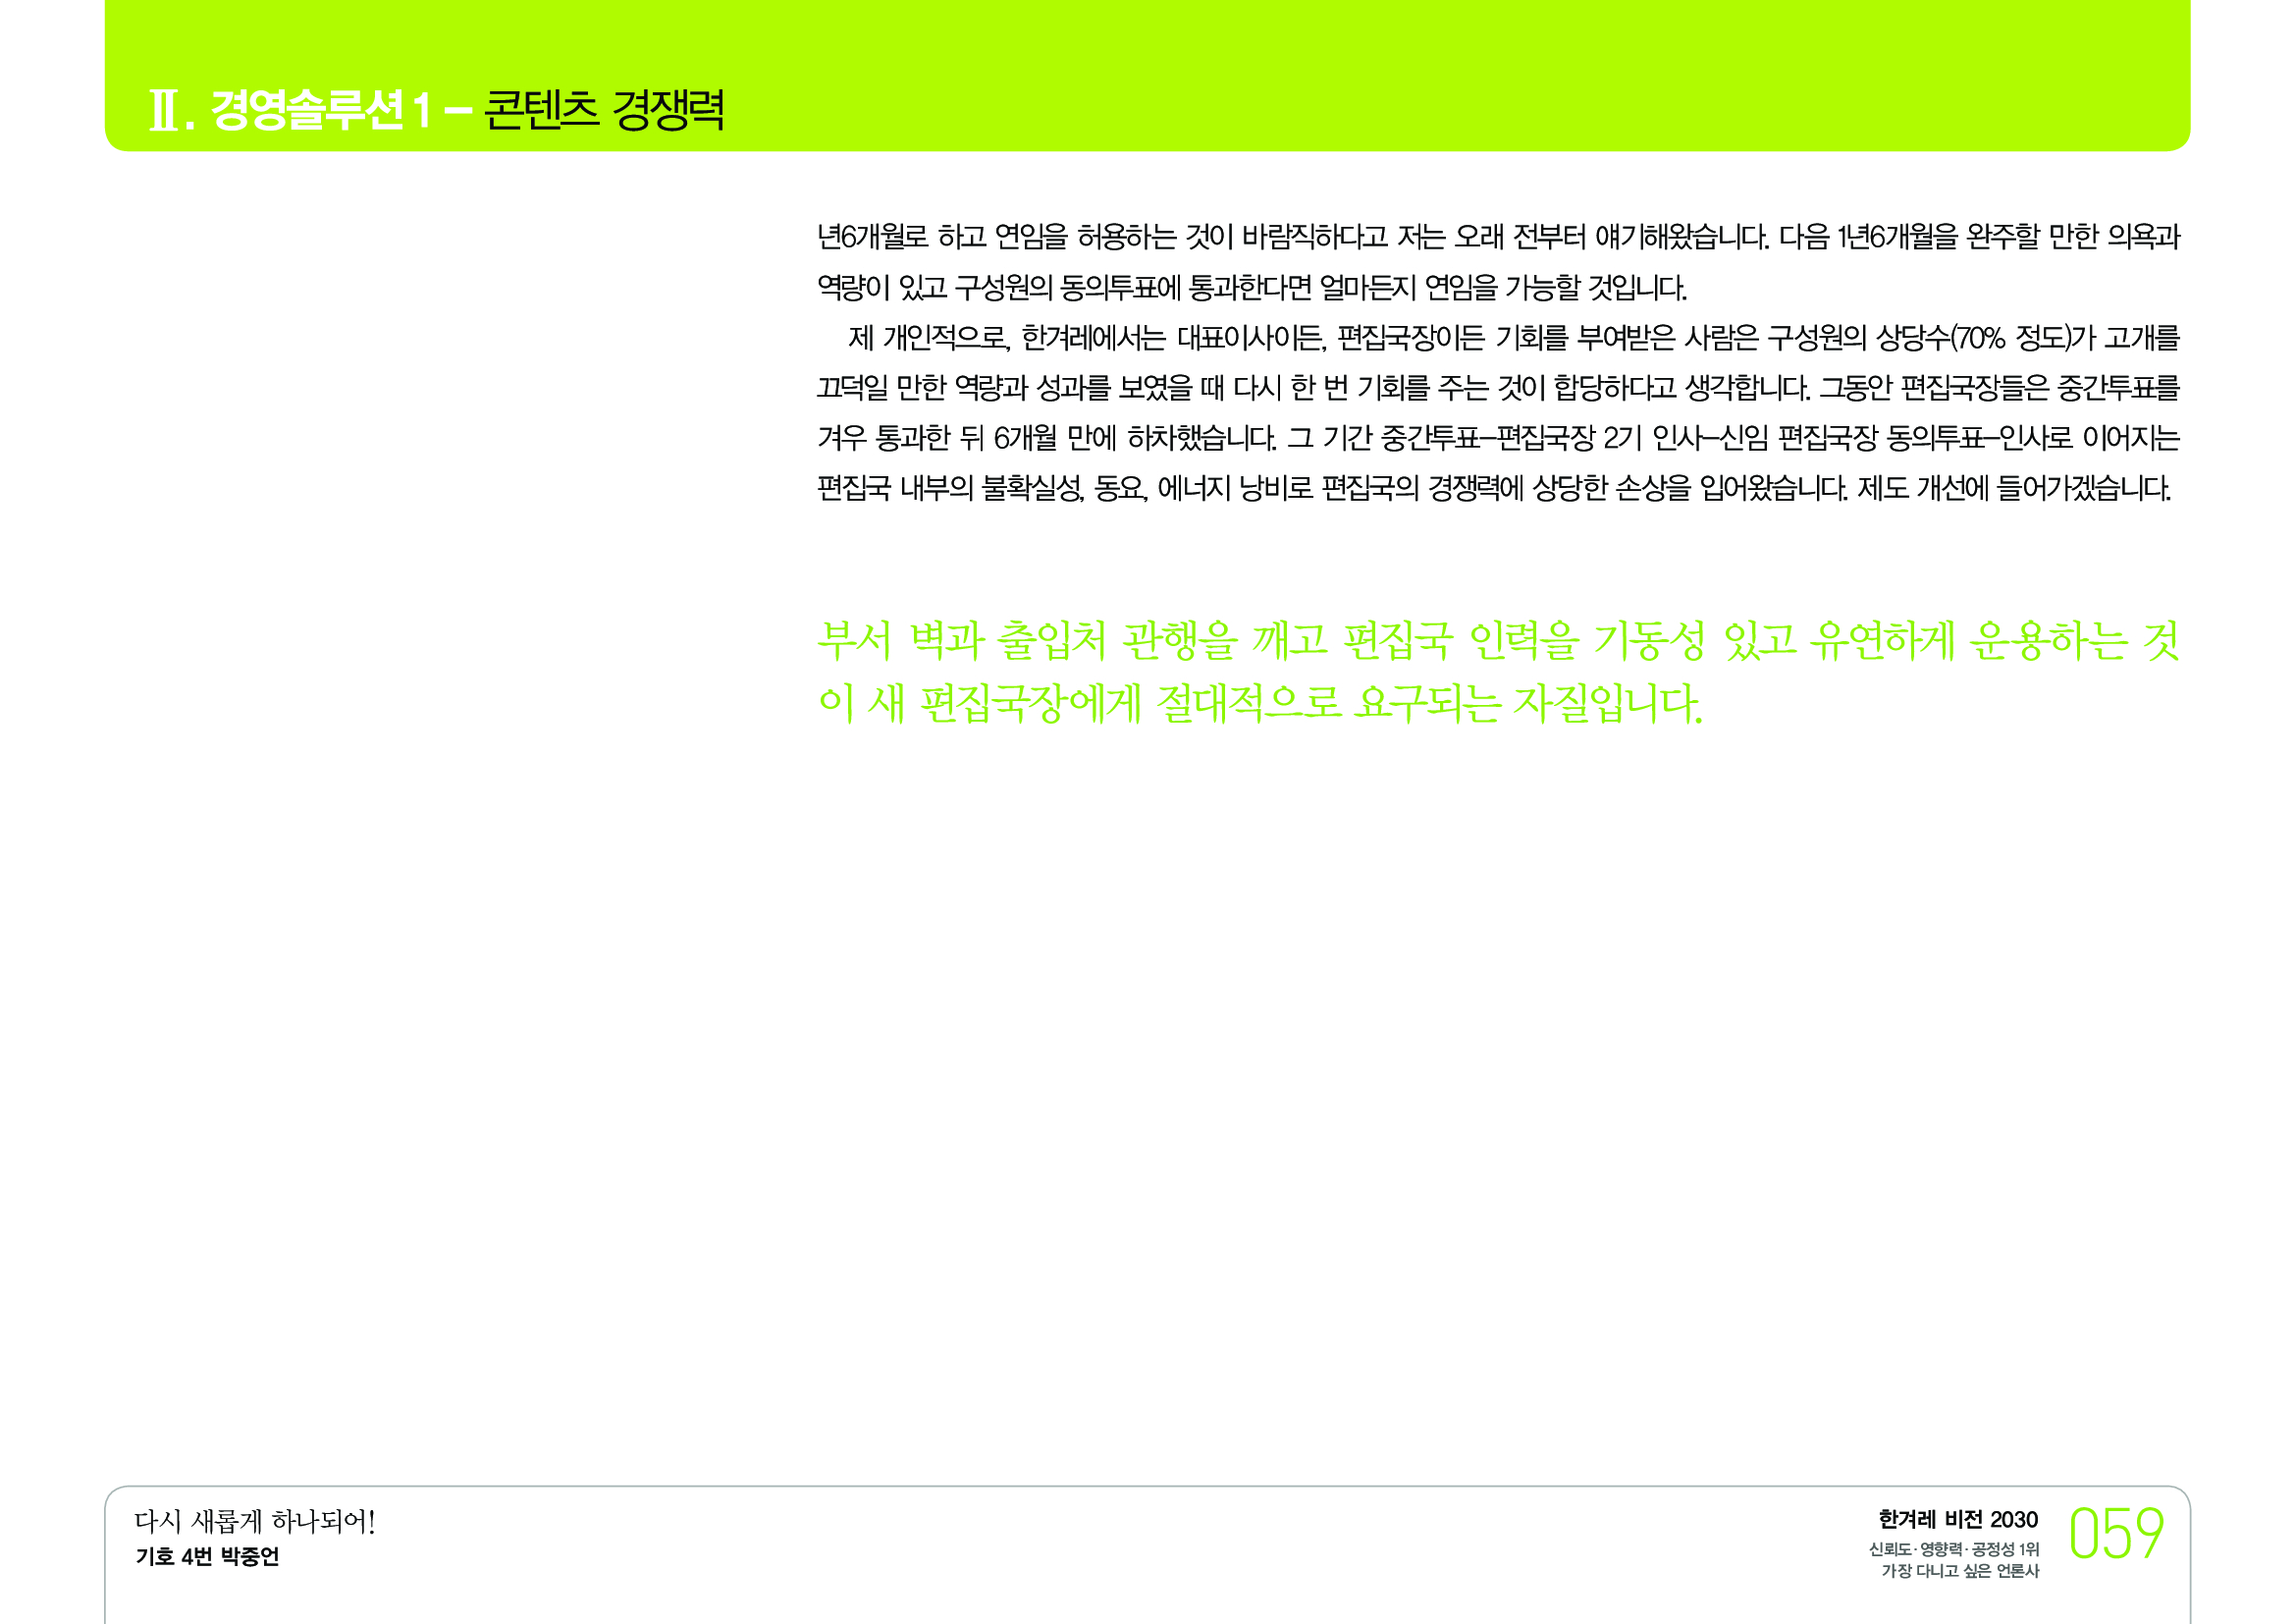 Ⅱ. 경영솔루션1 – 콘텐츠 경쟁력
년6개월로 하고 연임을 허용하는 것이 바람직하다고 저는 오래 전부터 얘기해왔습니다. 다음 1년6개월을 완주할 만한 의욕과
역량이 있고 구성원의 동의투표에 통과한다면 얼마든지 연임을 가능할 것입니다.
제 개인적으로, 한겨레에서는 대표이사이든, 편집국장이든 기회를 부여받은 사람은 구성원의 상당수(70% 정도)가 고개를
끄덕일 만한 역량과 성과를 보였을 때 다시 한 번 기회를 주는 것이 합당하다고 생각합니다. 그동안 편집국장들은 중간투표를
겨우 통과한 뒤 6개월 만에 하차했습니다. 그 기간 중간투표–편집국장 2기 인사–신임 편집국장 동의투표–인사로 이어지는
편집국 내부의 불확실성, 동요, 에너지 낭비로 편집국의 경쟁력에 상당한 손상을 입어왔습니다. 제도 개선에 들어가겠습니다.
부서 벽과 출입처 관행을 깨고 편집국 인력을 기동성 있고 유연하게 운용하는 것
이 새 편집국장에게 절대적으로 요구되는 자질입니다.
다시 새롭게 하나되어!
기호 4번 박중언
한겨레 비전 2030
신뢰도·영향력·공정성 1위
가장 다니고 싶은 언론사
059